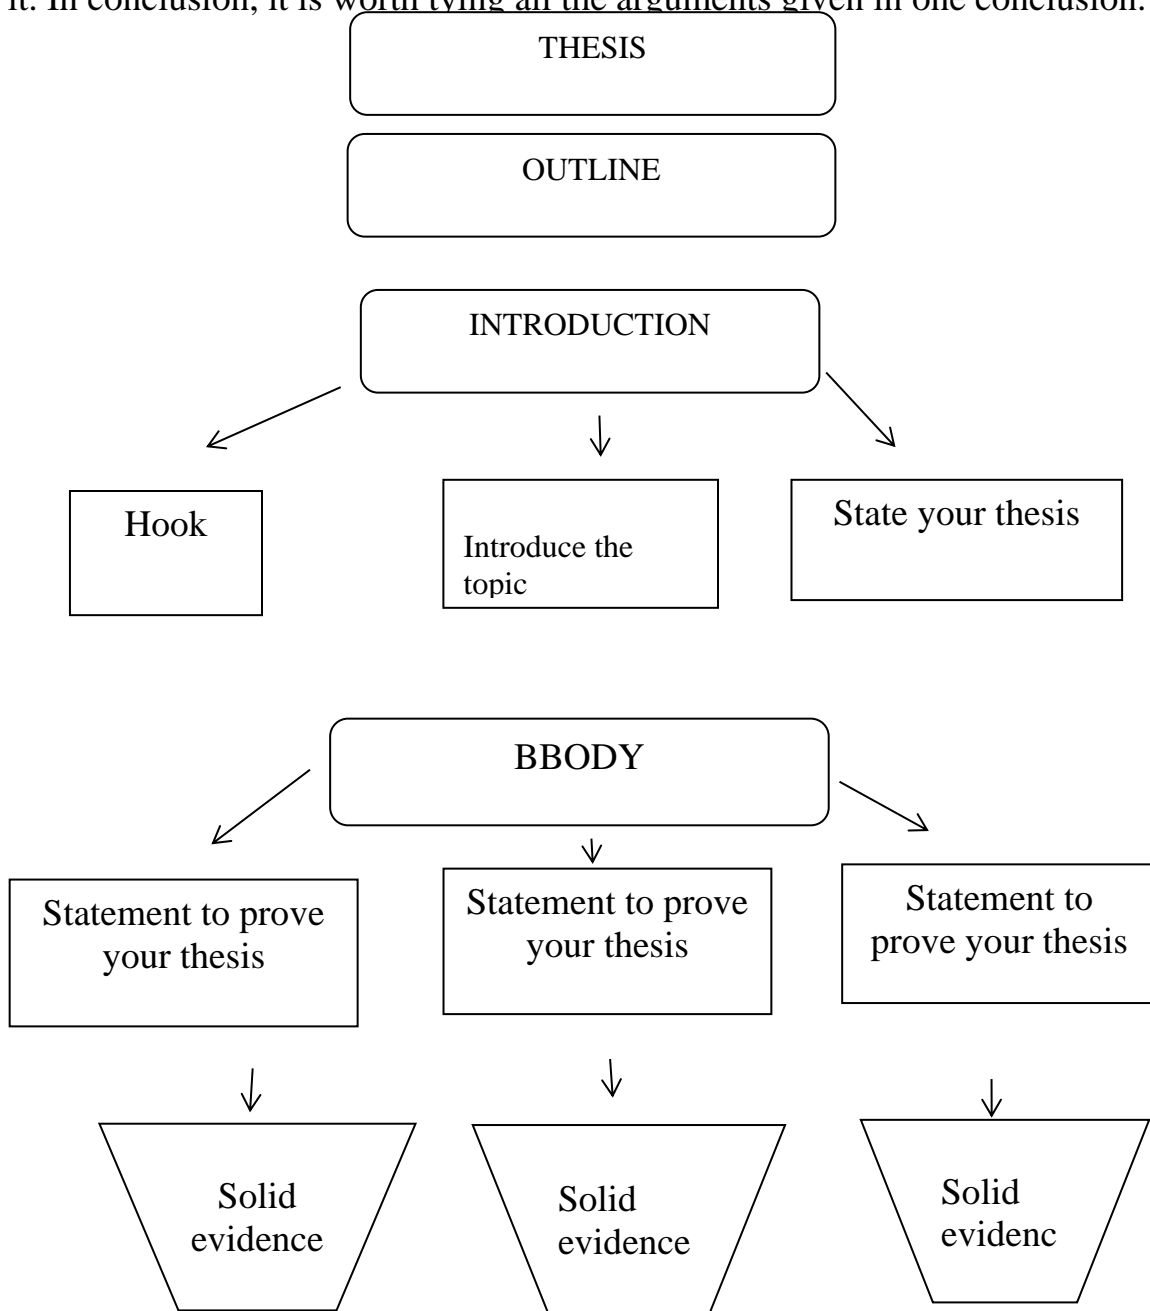 it. In conclusion, it is worth tying all the arguments given in one conclusion.
THESIS
OUTLINE
INTRODUCTION
Hook
Introduce the
topic
State your thesis
BBODY
Statement to prove
your thesis
Statement to prove
your thesis
Statement to
prove your thesis
Solid
evidence
Solid
evidence
Solid
evidenc